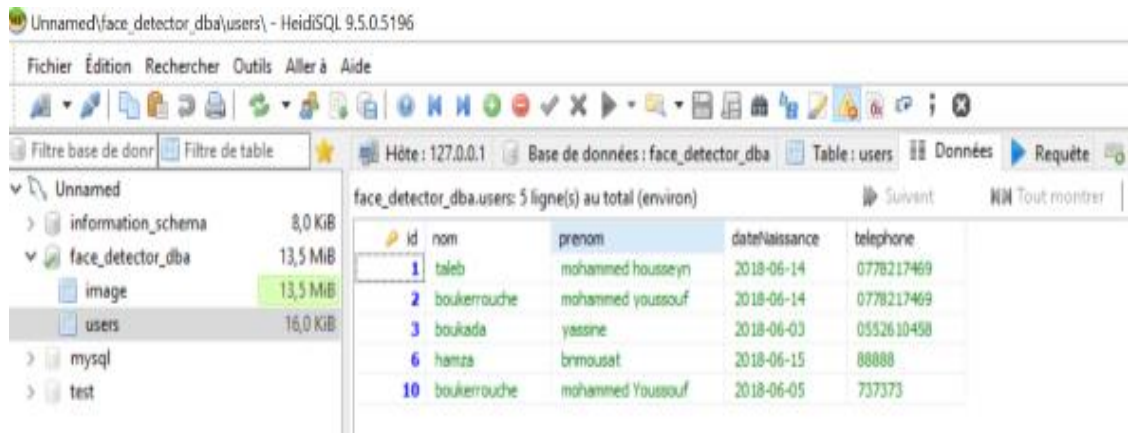 Unnamed\face_detector_dba\users\ - HeidiSQL 9.5.0.5196
Fichier Édition Rechercher Outils Aller à Aide
Filtre base de donr Filtre de table Hôte : 127.0.0.1 Base de données : face_detector_dba Table : users Données Requête
Unnamed face_detector_dba.users: 5 ligne(s) au total (environ) Suivant Tout montrer
information_schema 8,0 KiB
face_detector_dba 13,5 MiB
image 13,5 MiB
users 16,0 KiB
mysql
test
id nom prenom dateNaissance telephone
1 taleb mohammed housseyn 2018-06-14 0778217469
2 boukerrouche mohammed youssouf 2018-06-14 0778217469
3 boukada yassine 2018-06-03 0552610458
6 hamza brmousat 2018-06-15 88888
10 boukerrouche mohammed Youssouf 2018-06-05 737373